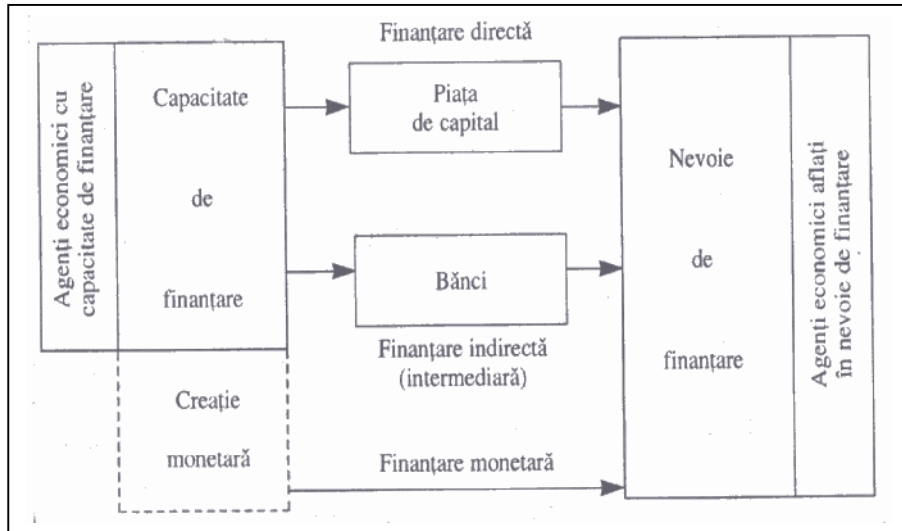 Agenți economici cu
capacitate de finanțare
Capacitate
de
finanțare
Creație
monetară
Finanțare directă
Piața
de capital
Bănci
Finanțare indirectă
(intermediară)
Finanțare monetară
Nevoie
de
finanțare
Agenți economici aflați
în nevoie de finanțare